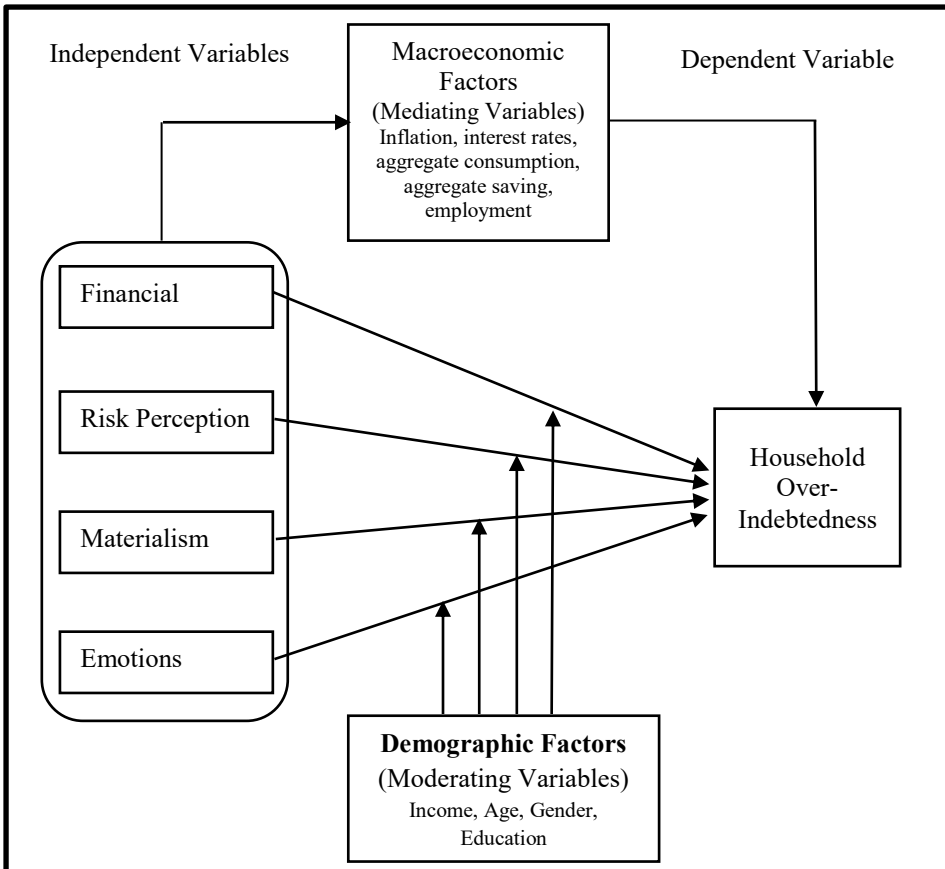 Independent Variables
Macroeconomic
Factors
(Mediating Variables)
Inflation, interest rates,
aggregate consumption,
aggregate saving,
employment
Dependent Variable
Financial
Risk Perception
Materialism
Emotions
Household
Over-
Indebtedness
Demographic Factors
(Moderating Variables)
Income, Age, Gender,
Education